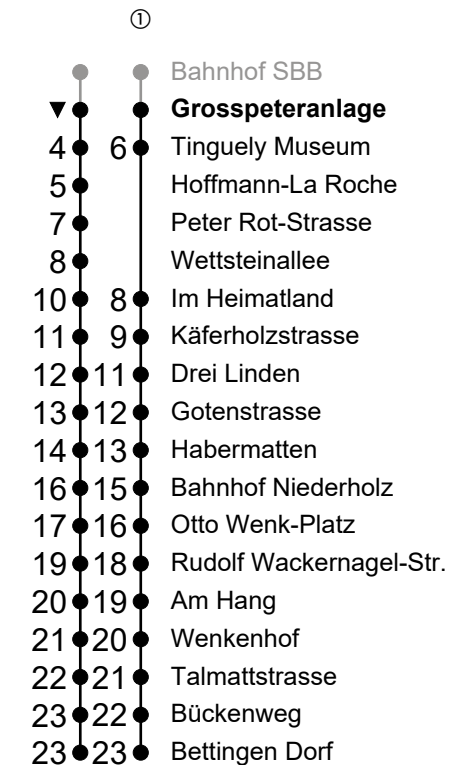 ①
Bahnhof SBB
▼ Grosspeteranlage
4 6 Tinguely Museum
5 Hoffmann-La Roche
7 Peter Rot-Strasse
8 Wettsteinallee
10 8 Im Heimatland
11 9 Käferholzstrasse
12 11 Drei Linden
13 12 Gotenstrasse
14 13 Habermatten
16 15 Bahnhof Niederholz
17 16 Otto Wenk-Platz
19 18 Rudolf Wackernagel-Str.
20 19 Am Hang
21 20 Wenkenhof
22 21 Talmattstrasse
23 22 Bückenweg
23 23 Bettingen Dorf